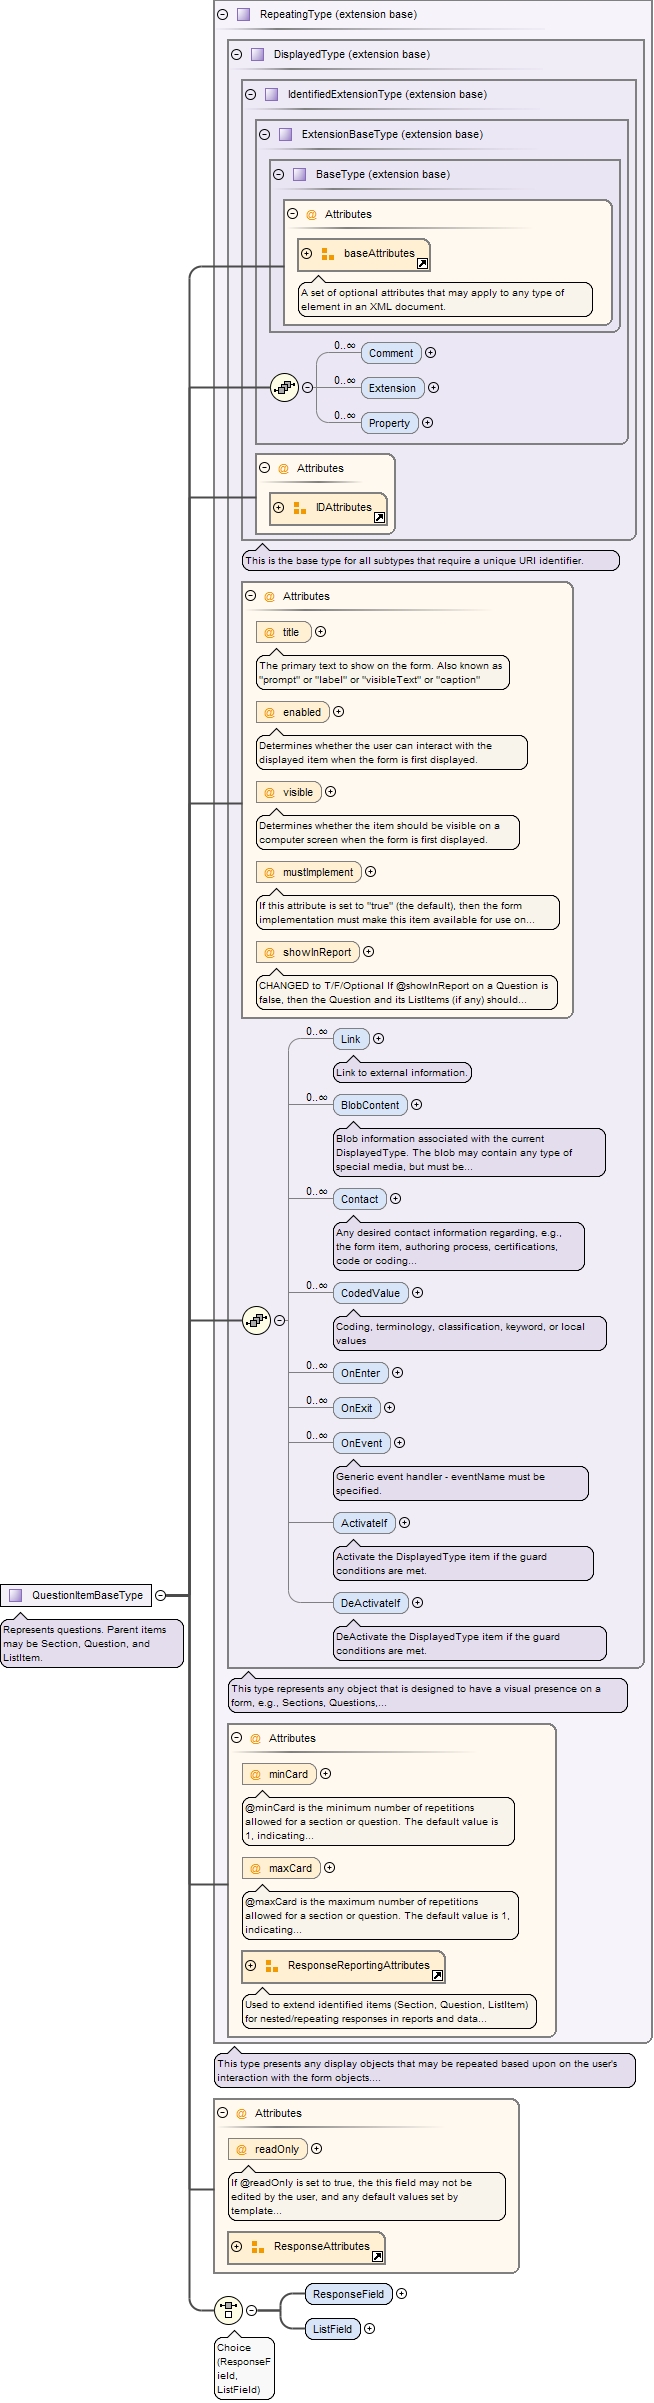 RepeatingType (extension base)
DisplayedType (extension base)
IdentifiedExtensionType (extension base)
ExtensionBaseType (extension base)
BaseType (extension base)
@ Attributes
baseAttributes
A set of optional attributes that may apply to any type of
element in an XML document.
0..∞
Comment
0..∞
Extension
0..∞
Property
@ Attributes
IDAttributes
This is the base type for all subtypes that require a unique URI identifier.
@ Attributes
@ title
The primary text to show on the form. Also known as
"prompt" or "label" or "visibleText" or "caption"
@ enabled
Determines whether the user can interact with the
displayed item when the form is first displayed.
@ visible
Determines whether the item should be visible on a
computer screen when the form is first displayed.
@ mustImplement
If this attribute is set to "true" (the default), then the form
implementation must make this item available for use on...
@ showInReport
CHANGED to T/F/Optional If @showInReport on a Question is
false, then the Question and its ListItems (if any) should...
0..∞
Link
Link to external information.
0..∞
BlobContent
Blob information associated with the current
DisplayedType. The blob may contain any type of
special media, but must be...
0..∞
Contact
Any desired contact information regarding, e.g.,
the form item, authoring process, certifications,
code or coding...
0..∞
CodedValue
Coding, terminology, classification, keyword, or local
values
0..∞
OnEnter
0..∞
OnExit
0..∞
OnEvent
Generic event handler - eventName must be
specified.
ActivateIf
Activate the DisplayedType item if the guard
conditions are met.
DeActivateIf
DeActivate the DisplayedType item if the guard
conditions are met.
QuestionItemBaseType
Represents questions. Parent items
may be Section, Question, and
ListItem.
This type represents any object that is designed to have a visual presence on a
form, e.g., Sections, Questions,...
@ Attributes
@ minCard
@minCard is the minimum number of repetitions
allowed for a section or question. The default value is
1, indicating...
@ maxCard
@maxCard is the maximum number of repetitions
allowed for a section or question. The default value is 1,
indicating...
ResponseReportingAttributes
Used to extend identified items (Section, Question, ListItem)
for nested/repeating responses in reports and data...
This type presents any display objects that may be repeated based upon on the user's
interaction with the form objects....
@ Attributes
@ readOnly
If @readOnly is set to true, the this field may not be
edited by the user, and any default values set by
template...
ResponseAttributes
ResponseField
ListField
Choice
(ResponseF
ield,
ListField)